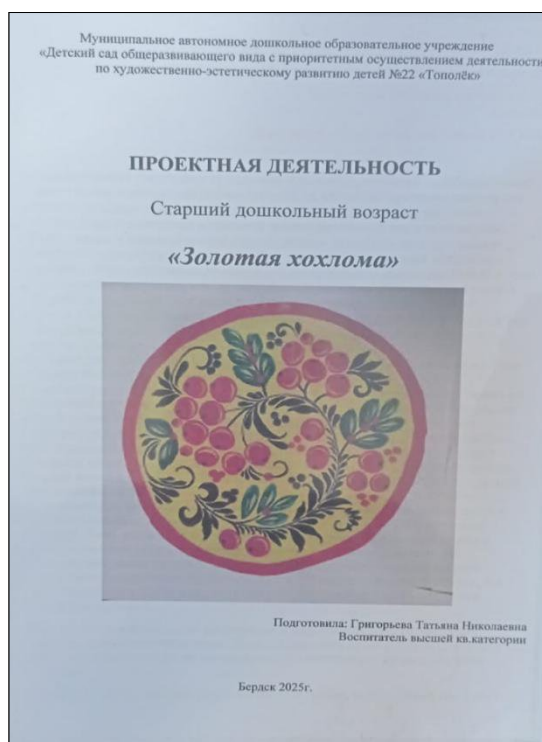 Муниципальное автономное дошкольное образовательное учреждение
«Детский сад общеразвивающего вида с приоритетным осуществлением деятельности
по художественно-эстетическому развитию детей №22 «Тополёк»
ПРОЕКТНАЯ ДЕЯТЕЛЬНОСТЬ
Старший дошкольный возраст
«Золотая хохлома»
Подготовила: Григорьева Татьяна Николаевна
Воспитатель высшей кв.категории
Бердск 2025г.